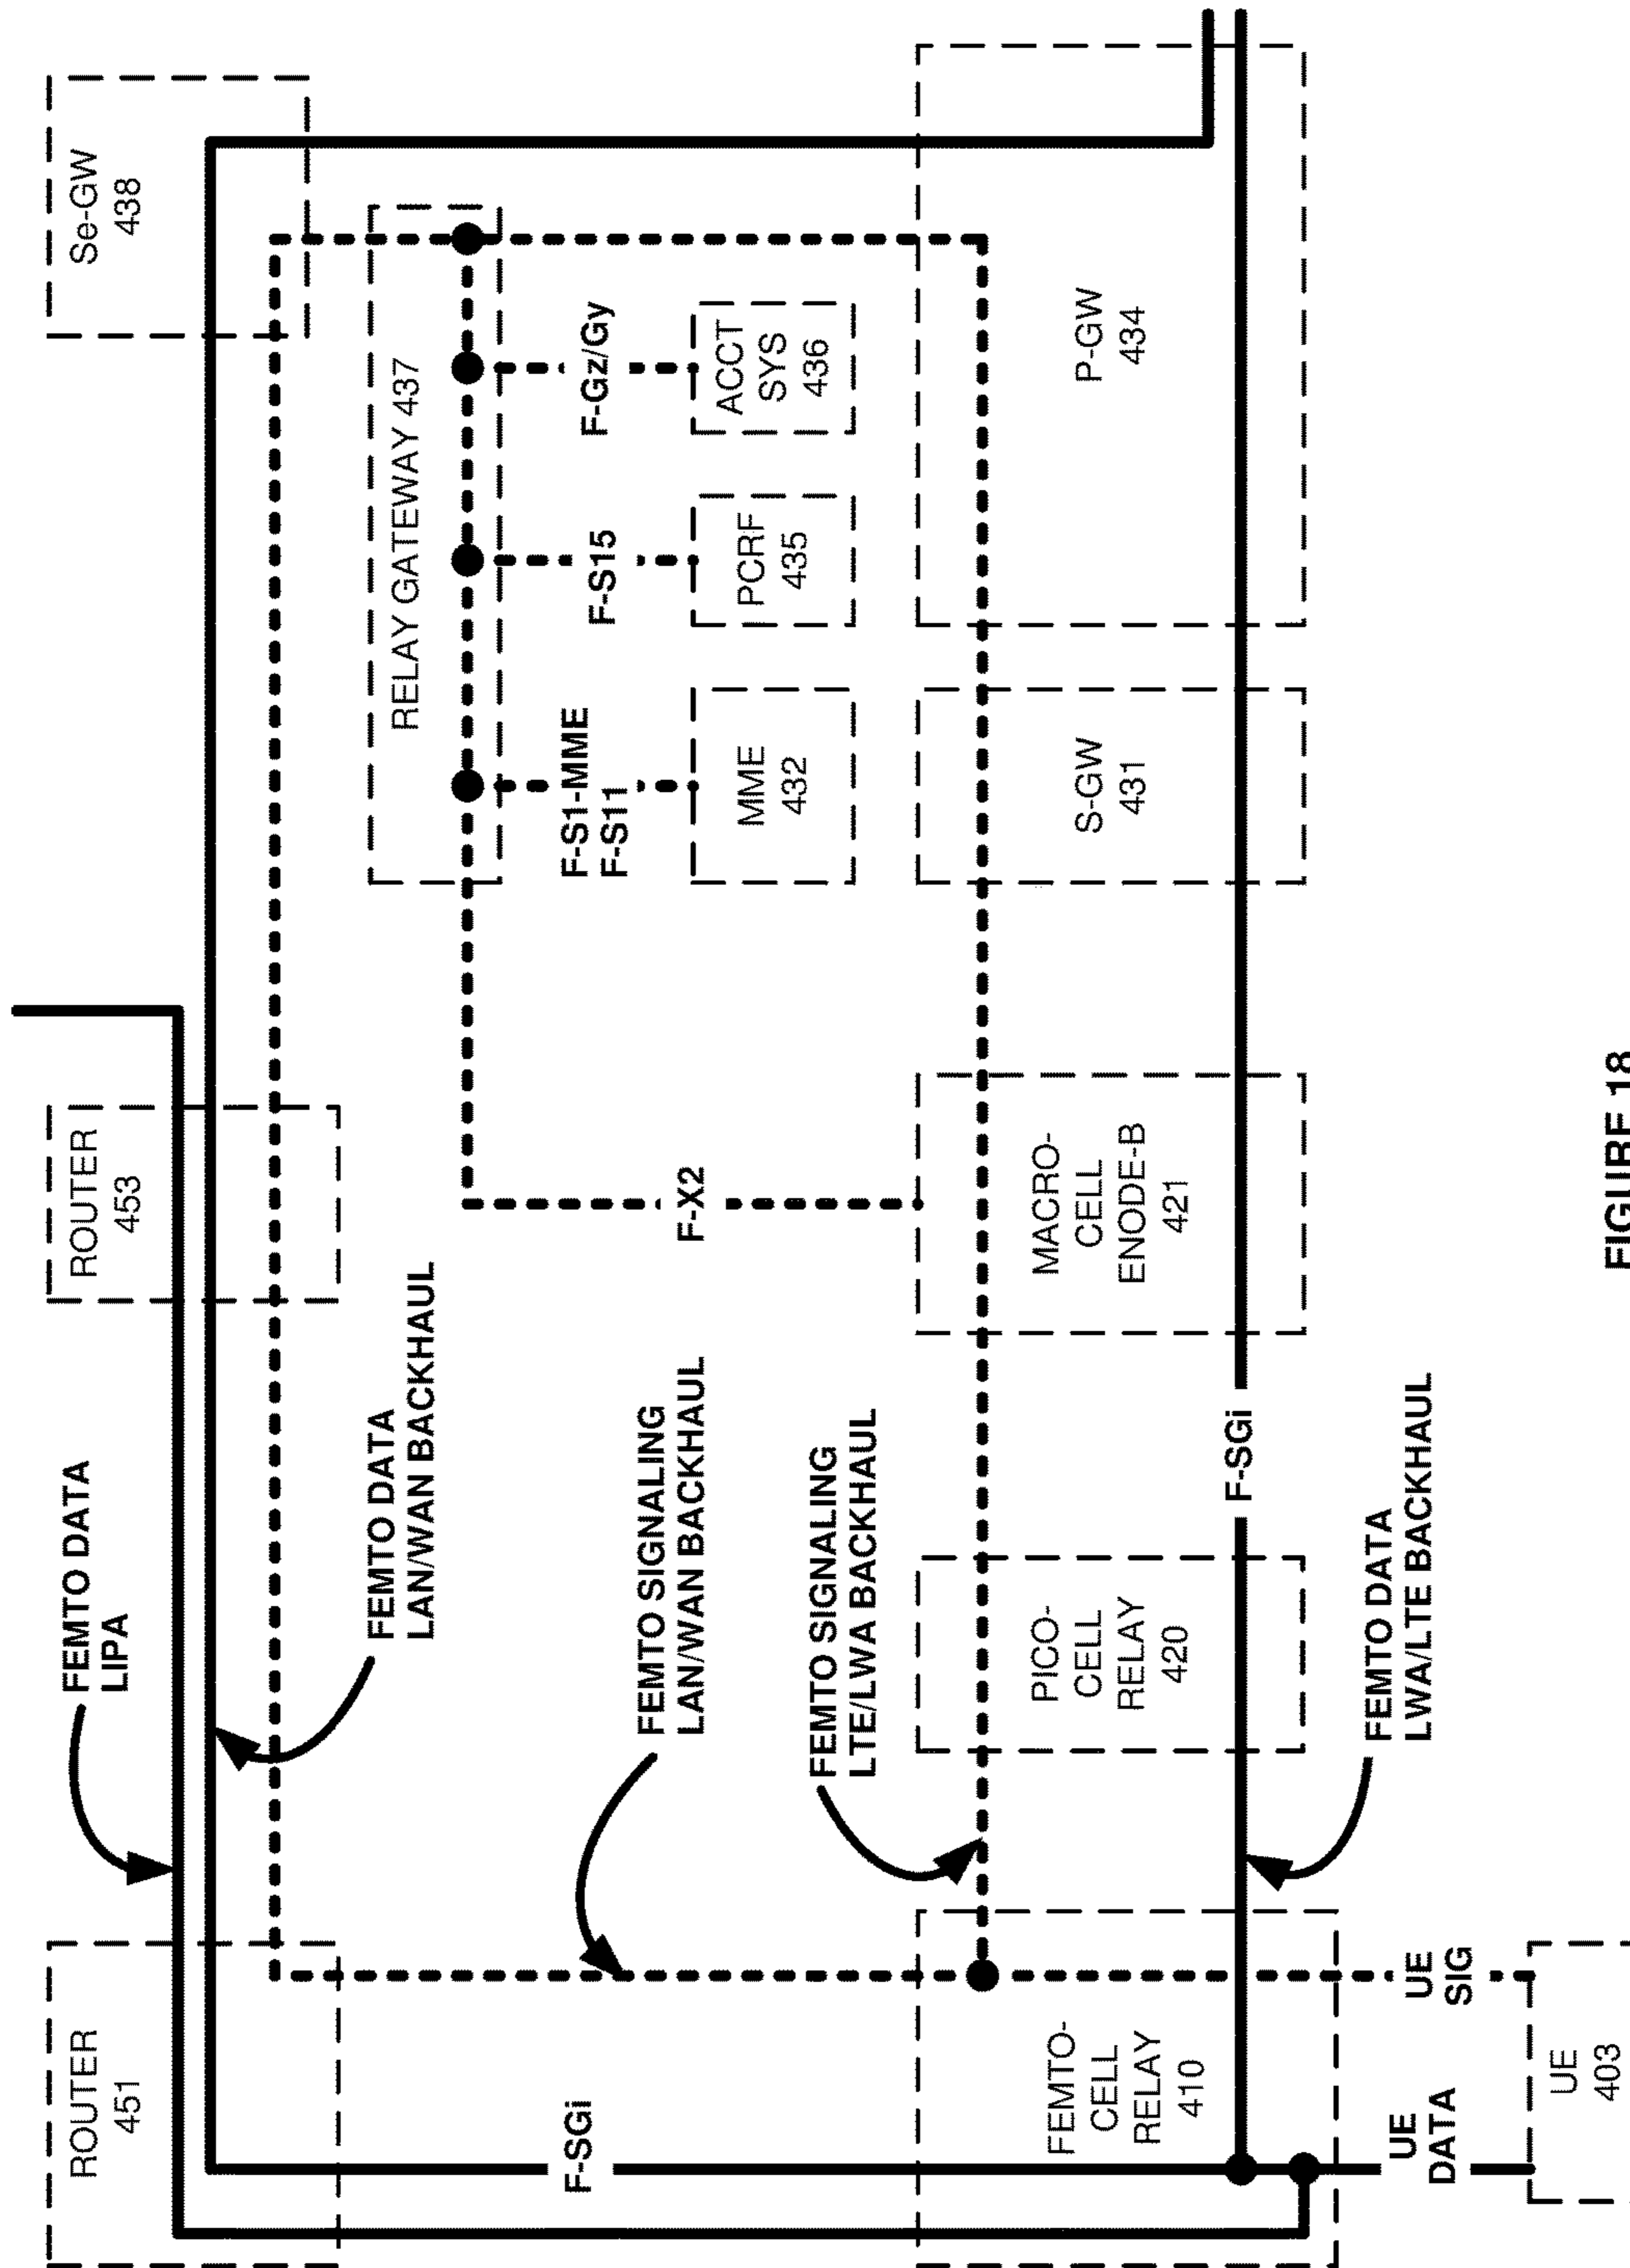 ROUTER
451
ROUTER
453
Se-GW
438
FEMTO DATA
LIPA
FEMTO DATA
LAN/WAN BACKHAUL
RELAY GATEWAY 437
F-SGi
FEMTO SIGNALING
LAN/WAN BACKHAUL
F-X2
F-S1-MME
F-S11
F-S15
F-Gz/Gy
MME
432
PCRF
435
ACCT
SYS
436
FEMTO SIGNALING
LTE/LWA BACKHAUL
FEMTO-
CELL
RELAY
410
PICO-
CELL
RELAY
420
MACRO-
CELL
ENODE-B
421
S-GW
431
P-GW
434
F-SGi
FEMTO DATA
LWA/LTE BACKHAUL
UE
DATA
UE
SIG
UE
403
FIGURE 18